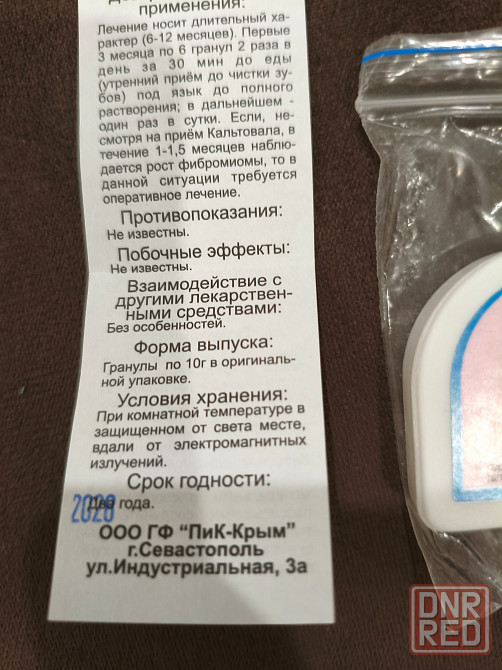 применения:
Лечение носит длительный ха-
рактер (6-12 месяцев). Первые
3 месяца по 6 гранул 2 раза в
день за 30 мин до еды
(утренний приём до чистки зу-
бов) под язык до полного
растворения; в дальнейшем -
один раз в сутки. Если, не-
смотря на приём Кальтовала, в
течение 1-1,5 месяцев наблю-
дается рост фибромиомы, то в
данной ситуации требуется
оперативное лечение.
Противопоказания:
Не известны.
Побочные эффекты:
Не известны.
Взаимодействие с
другими лекарствен-
ными средствами:
Без особенностей.
Форма выпуска:
Гранулы по 10г в оригиналь-
ной упаковке.
Условия хранения:
При комнатной температуре в
защищенном от света месте,
вдали от электромагнитных
излучений.
Срок годности:
Два года.
2028
ООО ГФ “ПиК-Крым”
г.Севастополь
ул.Индустриальная, 3а
DNR
RED